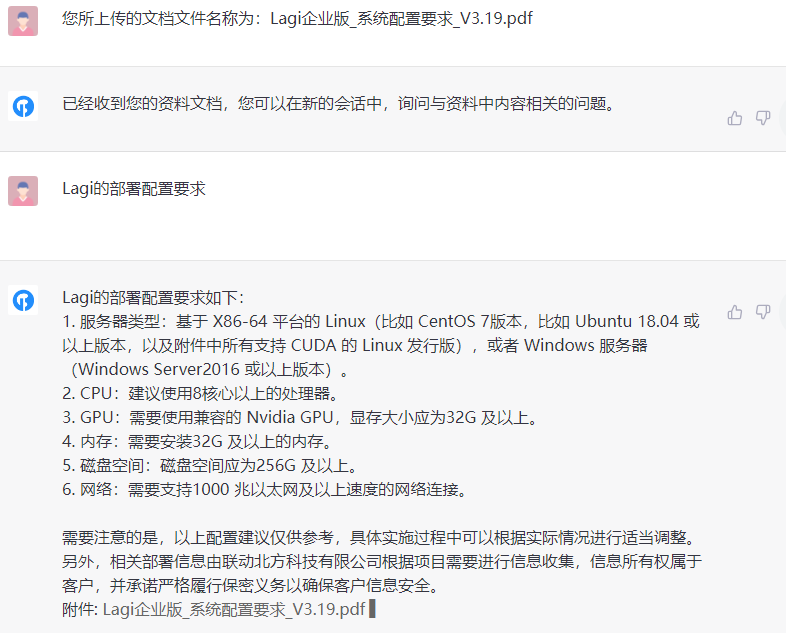 您所上传的文档文件名称为：Lagi企业版_系统配置要求_V3.19.pdf
已经收到您的资料文档，您可以在新的会话中，询问与资料中内容相关的问题。
Lagi的部署配置要求
Lagi的部署配置要求如下：
1. 服务器类型：基于 X86-64 平台的 Linux（比如 CentOS 7版本，比如 Ubuntu 18.04 或
以上版本，以及附件中所有支持 CUDA 的 Linux 发行版），或者 Windows 服务器
（Windows Server2016 或以上版本）。
2. CPU：建议使用8核心以上的处理器。
3. GPU：需要使用兼容的 Nvidia GPU，显存大小应为32G 及以上。
4. 内存：需要安装32G 及以上的内存。
5. 磁盘空间：磁盘空间应为256G 及以上。
6. 网络：需要支持1000 兆以太网及以上速度的网络连接。
需要注意的是，以上配置建议仅供参考，具体实施过程中可以根据实际情况进行适当调整。
另外，相关部署信息由联动北方科技有限公司根据项目需要进行信息收集，信息所有权属于
客户，并承诺严格履行保密义务以确保客户信息安全。
附件: Lagi企业版_系统配置要求_V3.19.pdf